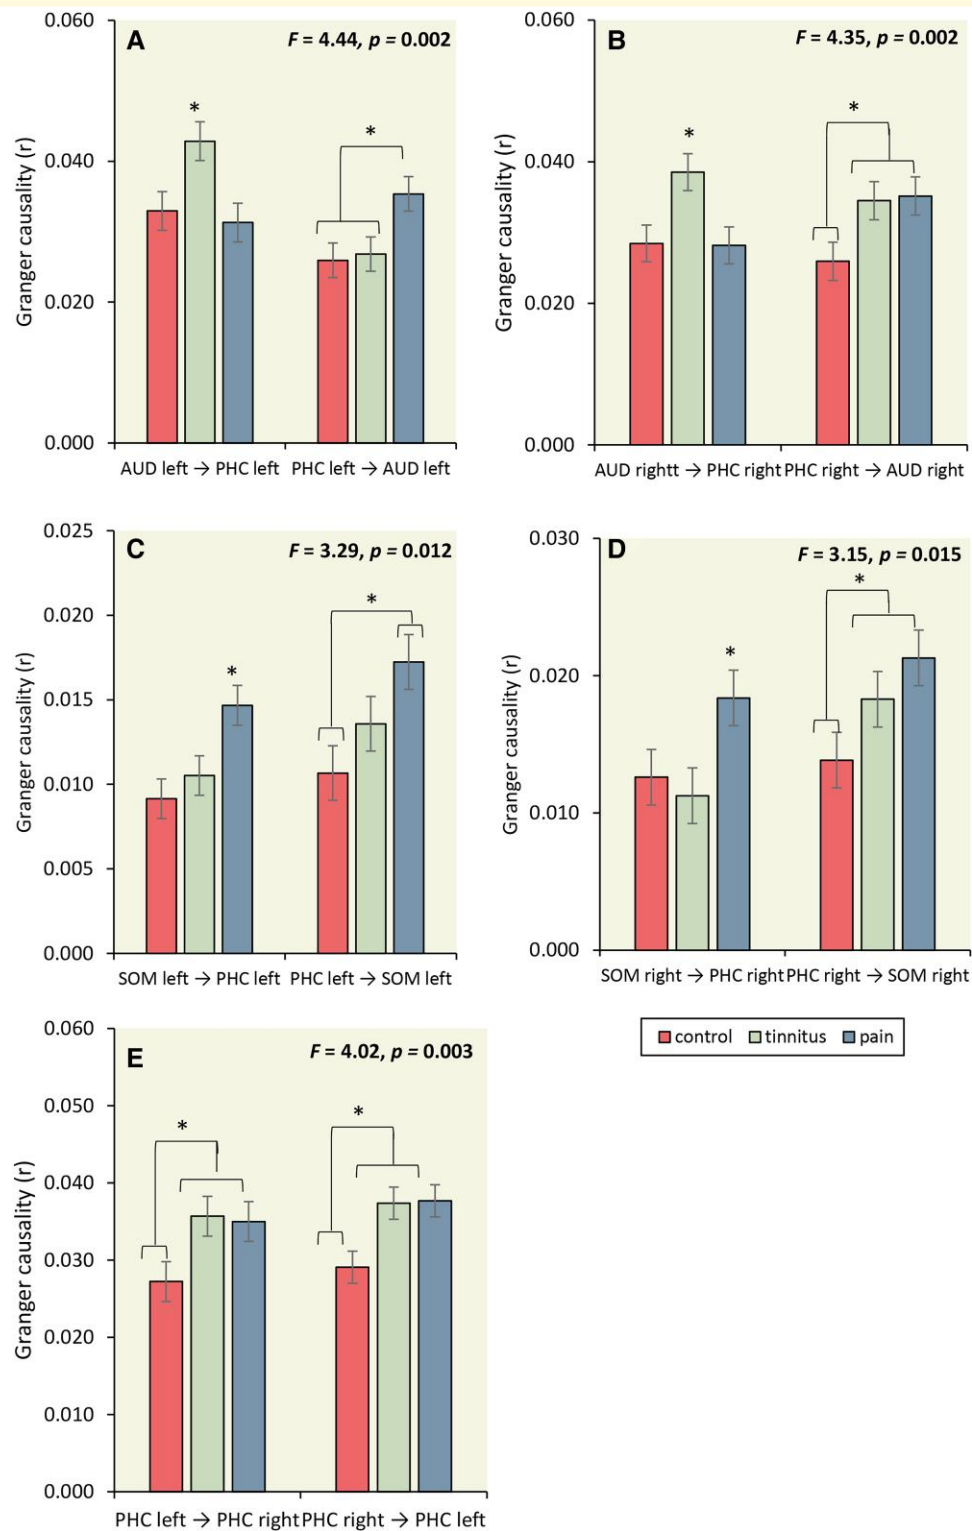 A
F = 4.44, p = 0.002
*
*
Granger causality (r)
0.060
0.040
0.020
0.000
AUD left → PHC left PHC left → AUD left
B
F = 4.35, p = 0.002
*
*
Granger causality (r)
0.060
0.040
0.020
0.000
AUD rightt → PHC right PHC right → AUD right
C
F = 3.29, p = 0.012
*
*
Granger causality (r)
0.025
0.020
0.015
0.010
0.005
0.000
SOM left → PHC left PHC left → SOM left
D
F = 3.15, p = 0.015
*
*
Granger causality (r)
0.030
0.020
0.010
0.000
SOM right → PHC right PHC right → SOM right
control tinnitus pain
E
F = 4.02, p = 0.003
*
*
Granger causality (r)
0.060
0.050
0.040
0.030
0.020
0.010
0.000
PHC left → PHC right PHC right → PHC left